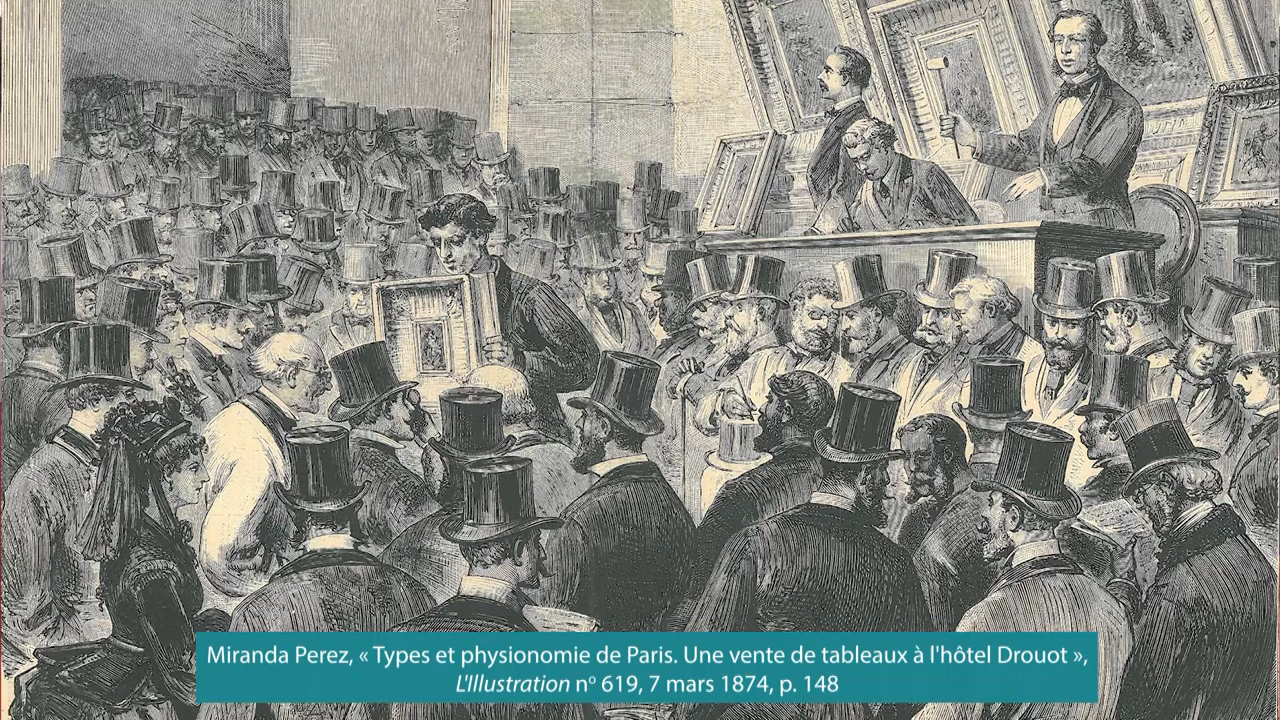 Miranda Perez, « Types et physionomie de Paris. Une vente de tableaux à l'hôtel Drouot »,
L'Illustration nº 619, 7 mars 1874, p. 148